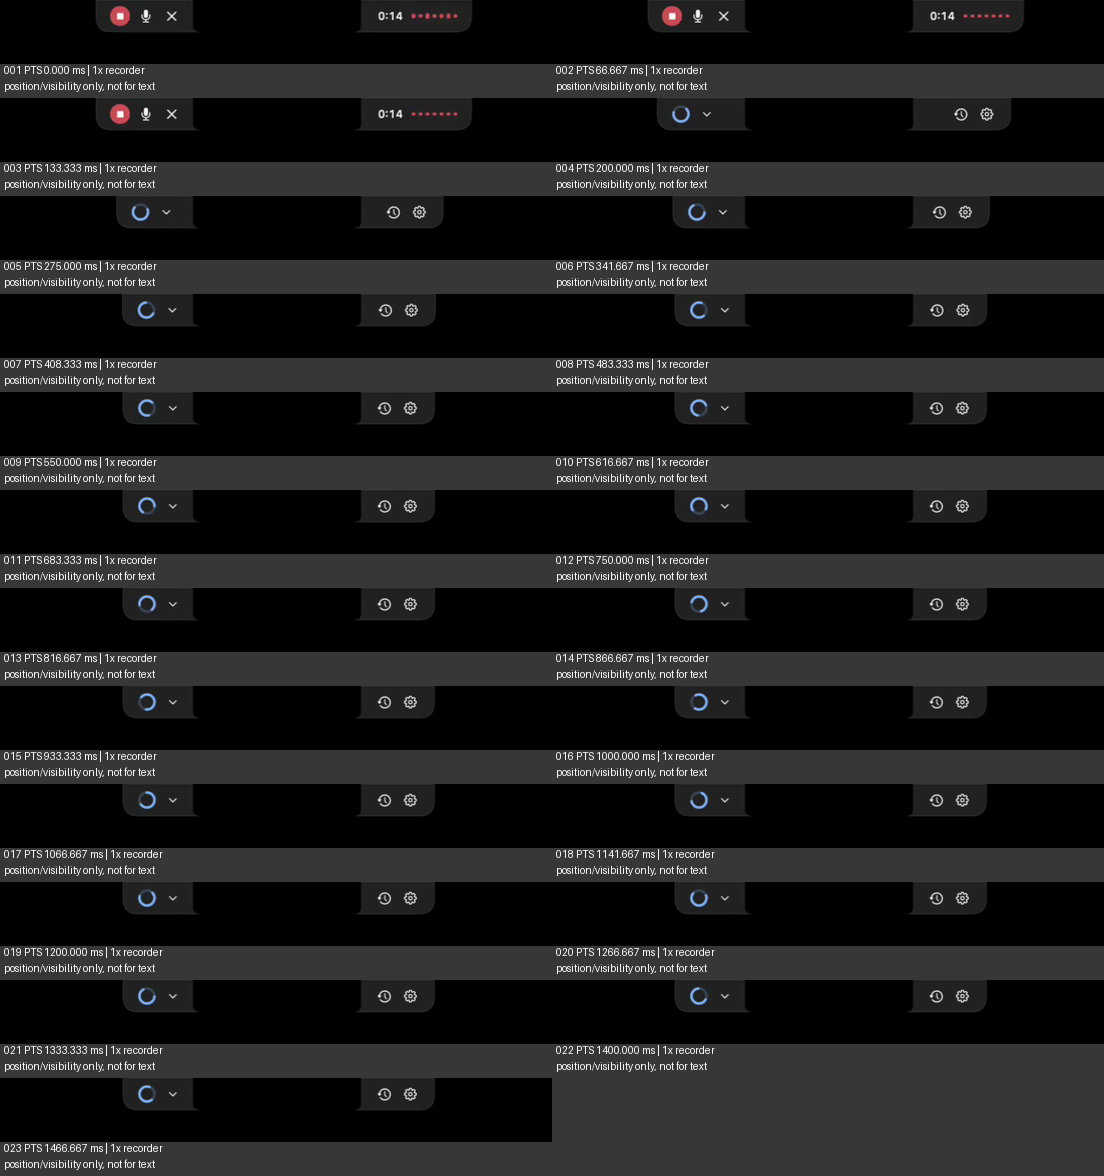 0:14
0:14
001 PTS 0.000 ms | 1x recorder
position/visibility only, not for text
002 PTS 66.667 ms | 1x recorder
position/visibility only, not for text
0:14
003 PTS 133.333 ms | 1x recorder
position/visibility only, not for text
004 PTS 200.000 ms | 1x recorder
position/visibility only, not for text
005 PTS 275.000 ms | 1x recorder
position/visibility only, not for text
006 PTS 341.667 ms | 1x recorder
position/visibility only, not for text
007 PTS 408.333 ms | 1x recorder
position/visibility only, not for text
008 PTS 483.333 ms | 1x recorder
position/visibility only, not for text
009 PTS 550.000 ms | 1x recorder
position/visibility only, not for text
010 PTS 616.667 ms | 1x recorder
position/visibility only, not for text
011 PTS 683.333 ms | 1x recorder
position/visibility only, not for text
012 PTS 750.000 ms | 1x recorder
position/visibility only, not for text
013 PTS 816.667 ms | 1x recorder
position/visibility only, not for text
014 PTS 866.667 ms | 1x recorder
position/visibility only, not for text
015 PTS 933.333 ms | 1x recorder
position/visibility only, not for text
016 PTS 1000.000 ms | 1x recorder
position/visibility only, not for text
017 PTS 1066.667 ms | 1x recorder
position/visibility only, not for text
018 PTS 1141.667 ms | 1x recorder
position/visibility only, not for text
019 PTS 1200.000 ms | 1x recorder
position/visibility only, not for text
020 PTS 1266.667 ms | 1x recorder
position/visibility only, not for text
021 PTS 1333.333 ms | 1x recorder
position/visibility only, not for text
022 PTS 1400.000 ms | 1x recorder
position/visibility only, not for text
023 PTS 1466.667 ms | 1x recorder
position/visibility only, not for text